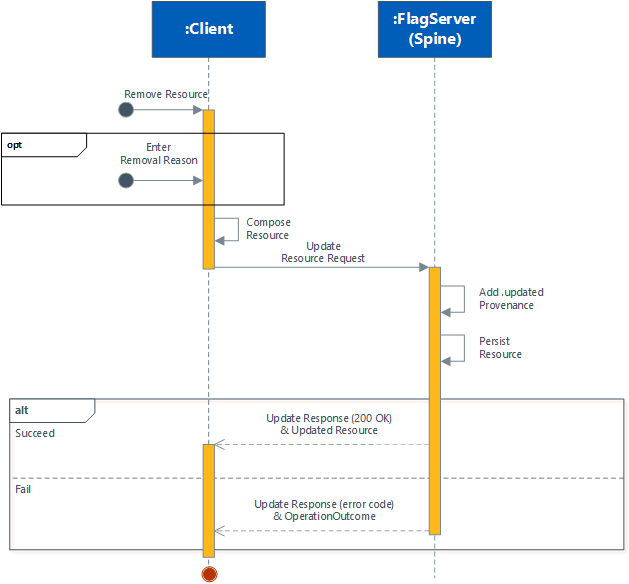 :Client
:FlagServer
(Spine)
Remove Resource
opt
Enter
Removal Reason
Compose
Resource
Update
Resource Request
Add .updated
Provenance
Persist
Resource
alt
Succeed
Update Response (200 OK)
& Updated Resource
Fail
Update Response (error code)
& OperationOutcome